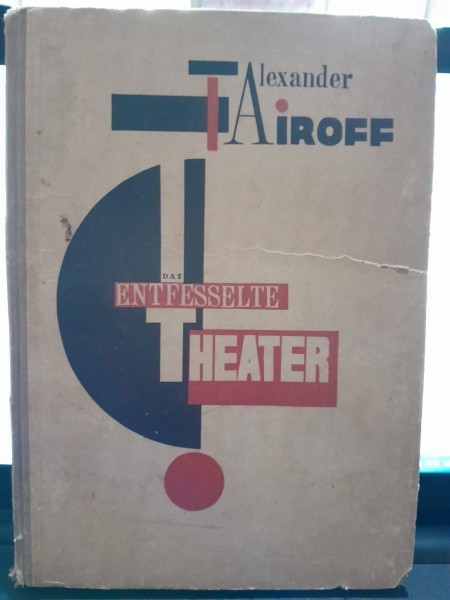 Alexander
TAiROFF
DAS
ENTFESSELTE
THEATER